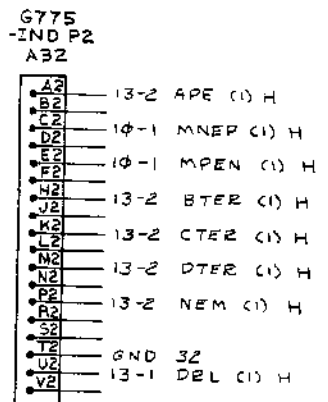 G775
-IND P2
A32
A2
B2
C2
D2
E2
F2
H2
J2
K2
L2
M2
N2
P2
R2
S2
T2
U2
V2
13-2 APE (1) H
1φ-1 MNEP (1) H
1φ-1 MPEN (1) H
13-2 BTER (1) H
13-2 CTER (1) H
13-2 DTER (1) H
13-2 NEM (1) H
GND 32
13-1 DEL (1) H